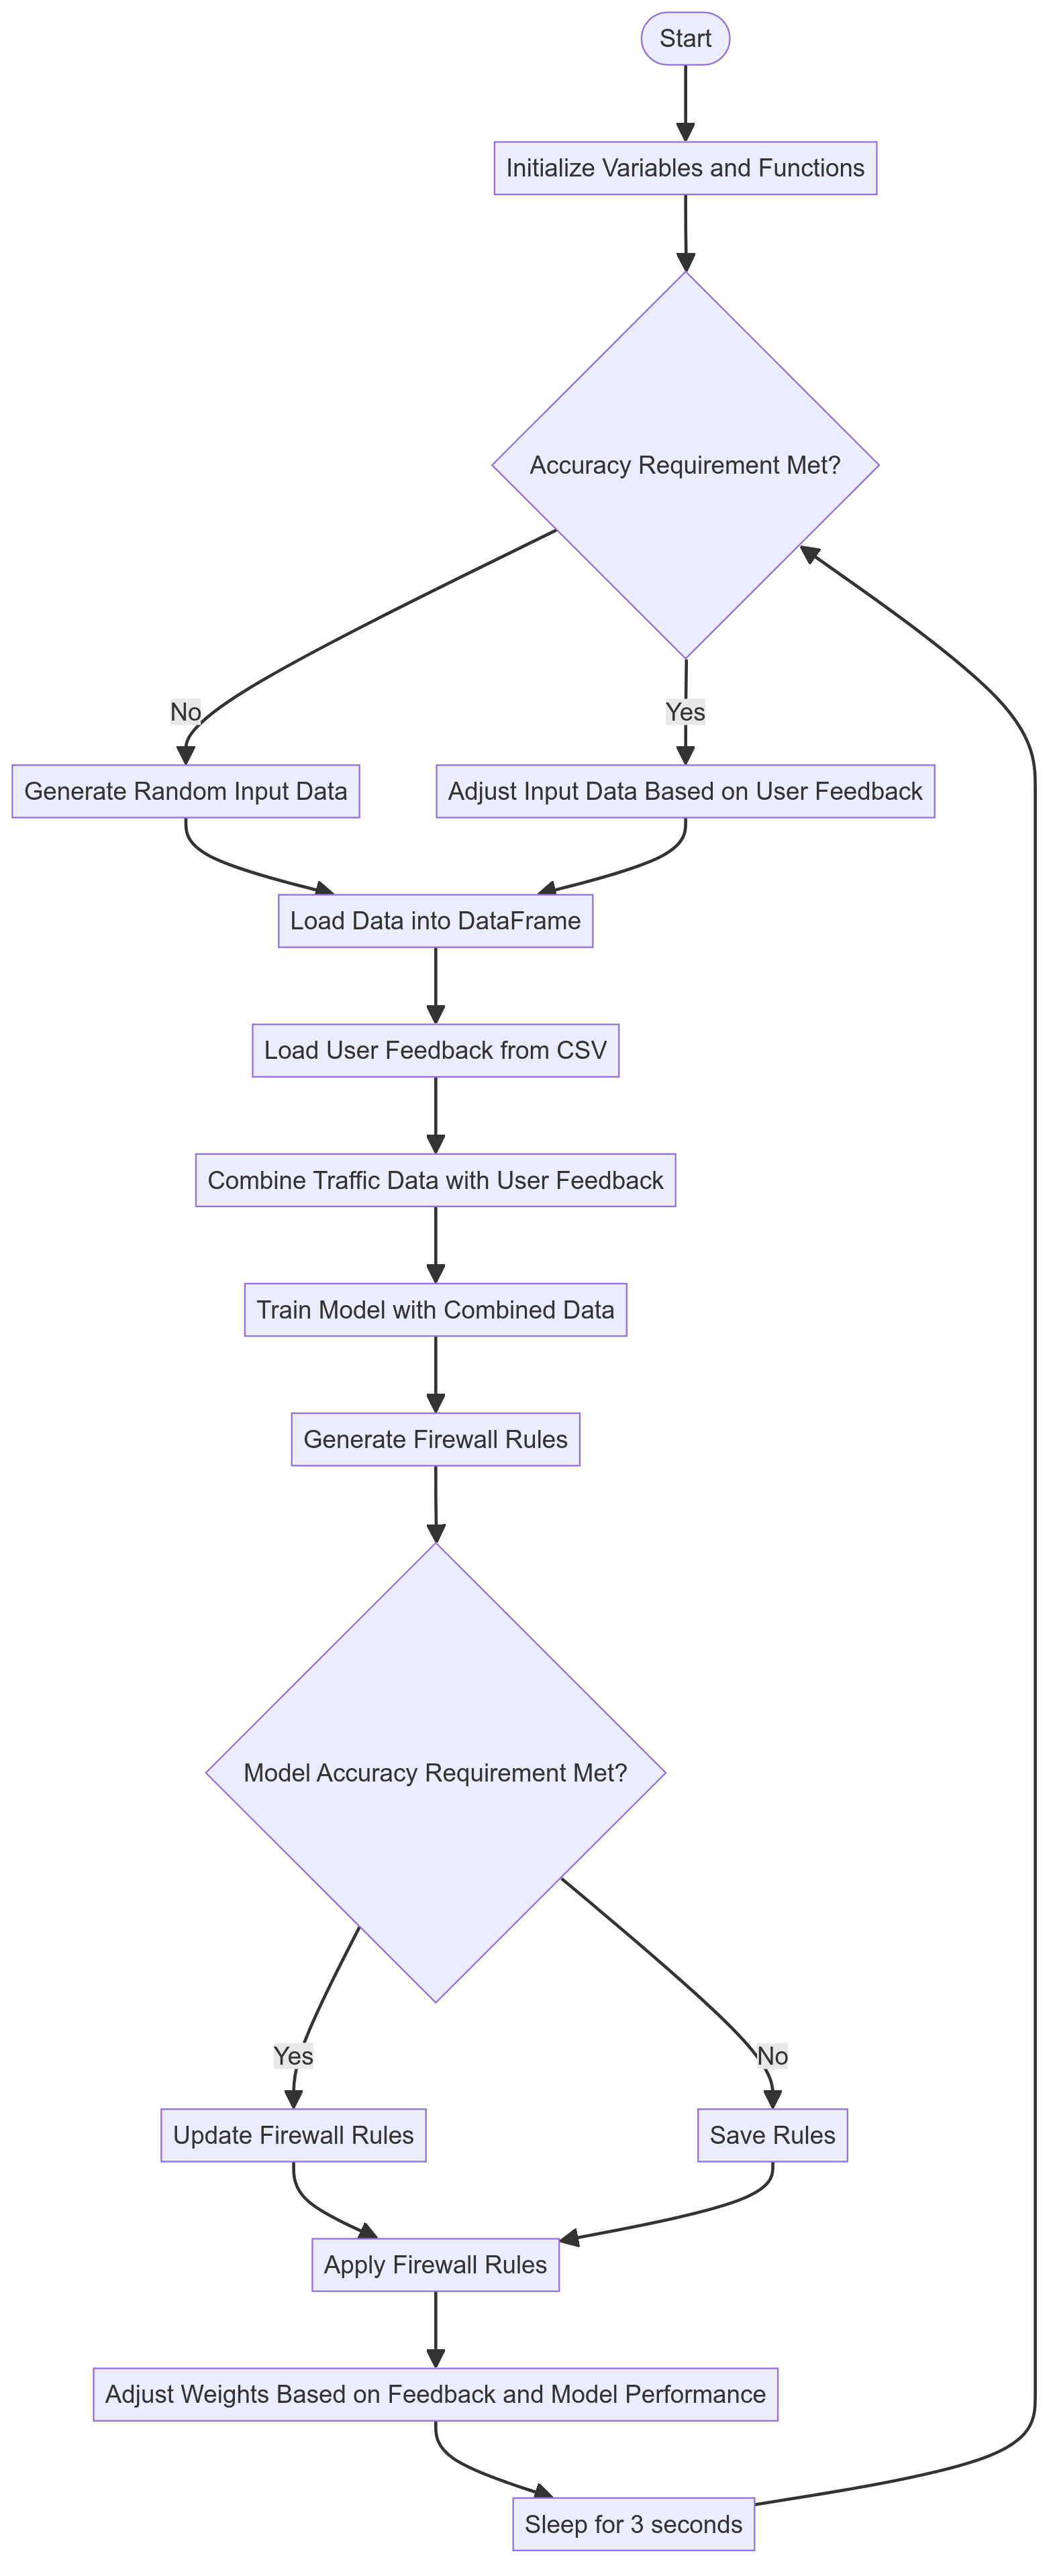 Start
Initialize Variables and Functions
Accuracy Requirement Met?
No
Yes
Generate Random Input Data
Adjust Input Data Based on User Feedback
Load Data into DataFrame
Load User Feedback from CSV
Combine Traffic Data with User Feedback
Train Model with Combined Data
Generate Firewall Rules
Model Accuracy Requirement Met?
Yes
No
Update Firewall Rules
Save Rules
Apply Firewall Rules
Adjust Weights Based on Feedback and Model Performance
Sleep for 3 seconds